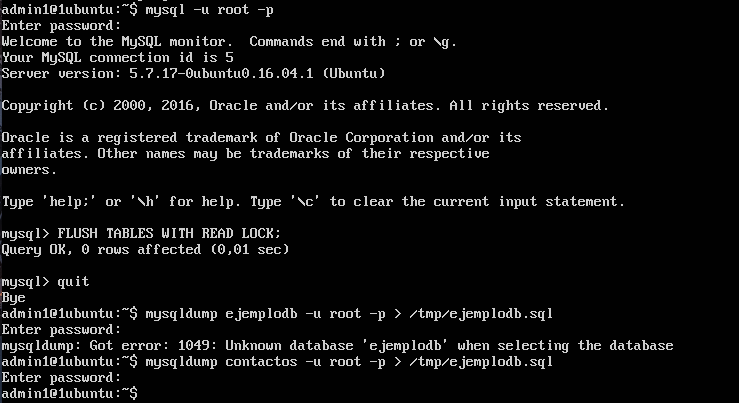 admin1@1ubuntu:~$ mysql -u root -p
Enter password:
Welcome to the MySQL monitor.  Commands end with ; or \g.
Your MySQL connection id is 5
Server version: 5.7.17-0ubuntu0.16.04.1 (Ubuntu)

Copyright (c) 2000, 2016, Oracle and/or its affiliates. All rights reserved.

Oracle is a registered trademark of Oracle Corporation and/or its
affiliates. Other names may be trademarks of their respective
owners.

Type 'help;' or '\h' for help. Type '\c' to clear the current input statement.

mysql> FLUSH TABLES WITH READ LOCK;
Query OK, 0 rows affected (0,01 sec)

mysql> quit
Bye
admin1@1ubuntu:~$ mysqldump ejemplodb -u root -p > /tmp/ejemplodb.sql
Enter password:
mysqldump: Got error: 1049: Unknown database 'ejemplodb' when selecting the database
admin1@1ubuntu:~$ mysqldump contactos -u root -p > /tmp/ejemplodb.sql
Enter password:
admin1@1ubuntu:~$